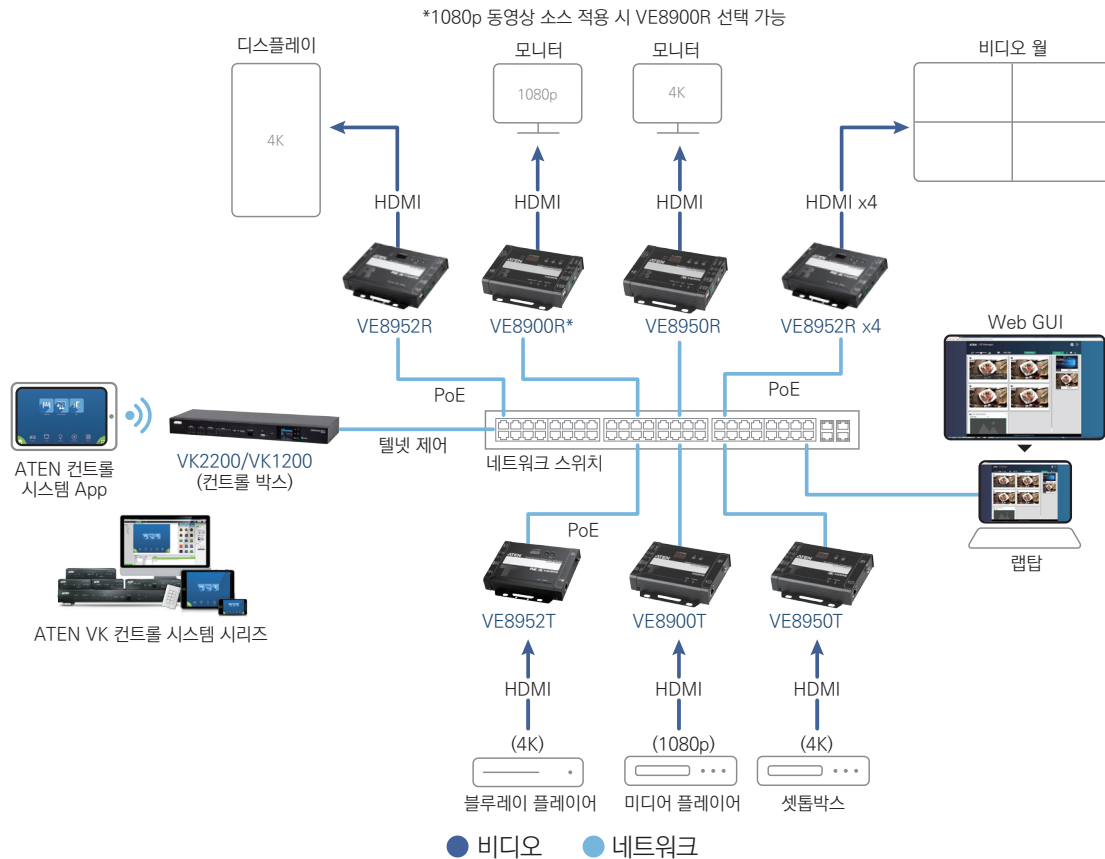 *1080p 동영상 소스 적용 시 VE8900R 선택 가능
디스플레이
모니터
모니터
비디오 월
4K
1080p
4K
HDMI
HDMI
HDMI
HDMI x4
VE8952R
VE8900R*
VE8950R
VE8952R x4
Web GUI
PoE
PoE
텔넷 제어
네트워크 스위치
ATEN 컨트롤
시스템 App
VK2200/VK1200
(컨트롤 박스)
PoE
랩탑
ATEN
ATEN
ATEN
VE8952T
VE8900T
VE8950T
ATEN VK 컨트롤 시스템 시리즈
HDMI
HDMI
HDMI
(4K)
(1080p)
(4K)
블루레이 플레이어
미디어 플레이어
셋톱박스
비디오
네트워크